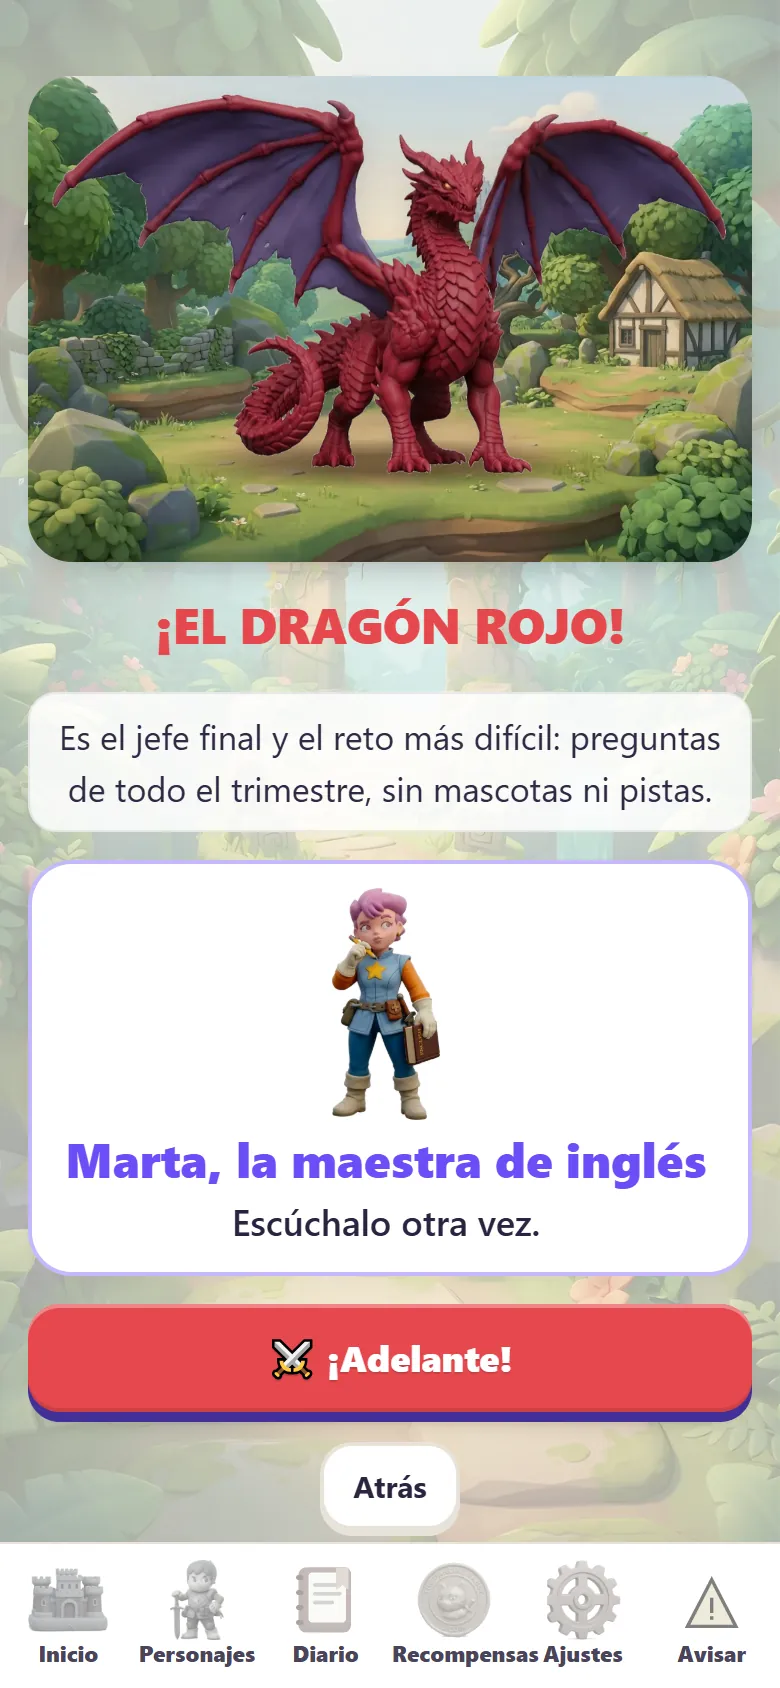 ¡EL DRAGÓN ROJO!
Es el jefe final y el reto más difícil: preguntas
de todo el trimestre, sin mascotas ni pistas.
Marta, la maestra de inglés
Escúchalo otra vez.
¡Adelante!
Atrás
Inicio Personajes Diario Recompensas Ajustes Avisar